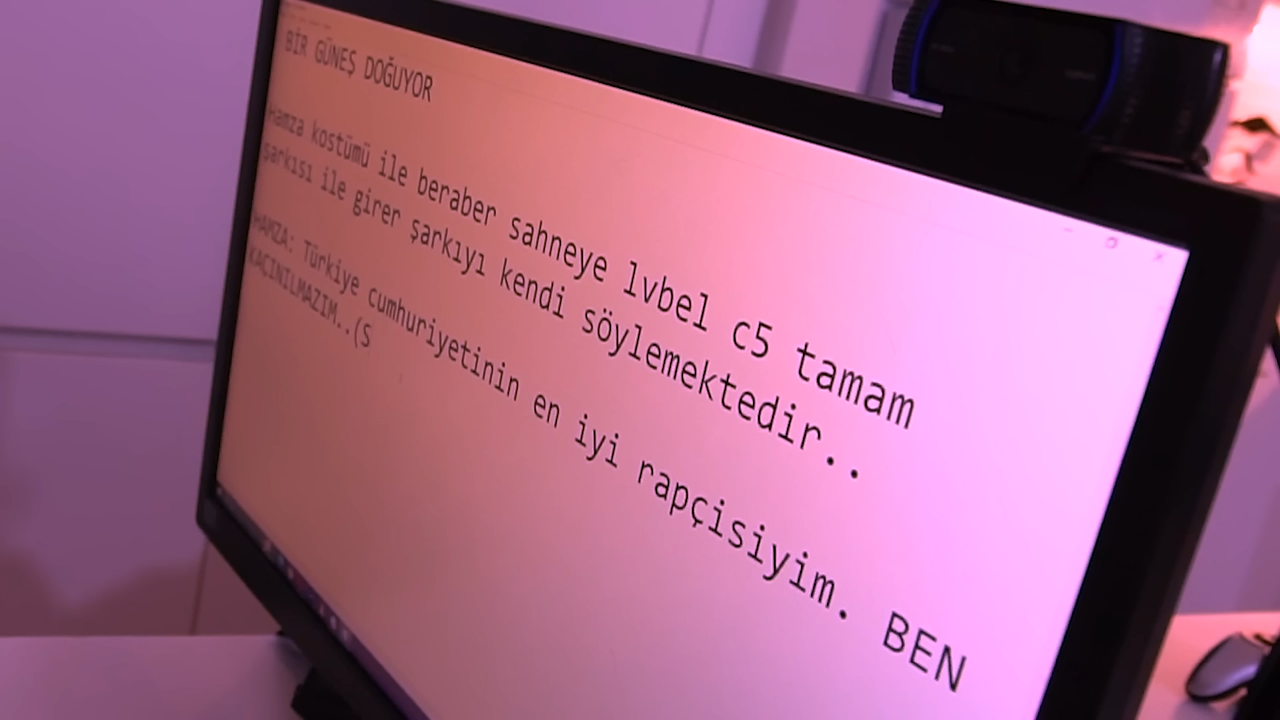 BİR GÜNEŞ DOĞUYOR
Hamza kostümü ile beraber sahneye lvbel c5 tamam
şarkısı ile girer şarkıyı kendi söylemektedir..
HAMZA: Türkiye cumhuriyetinin en iyi rapçisiyim. BEN
KAÇINILMAZIM..(S